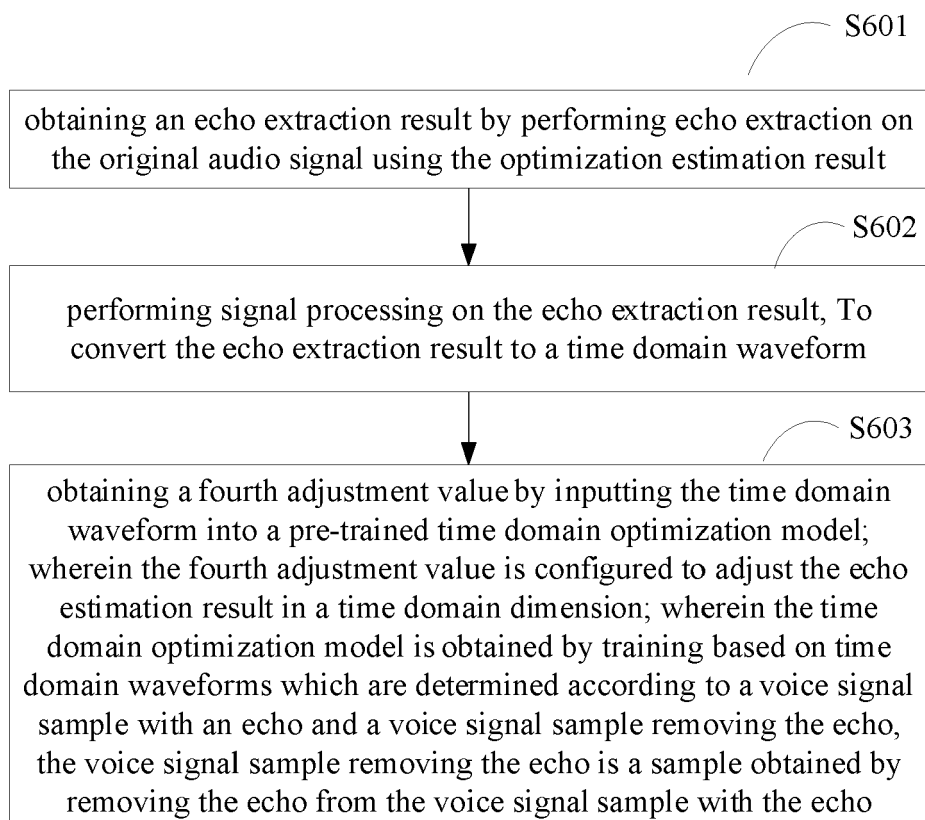 S601
obtaining an echo extraction result by performing echo extraction on
the original audio signal using the optimization estimation result
S602
performing signal processing on the echo extraction result, To
convert the echo extraction result to a time domain waveform
S603
obtaining a fourth adjustment value by inputting the time domain
waveform into a pre-trained time domain optimization model;
wherein the fourth adjustment value is configured to adjust the echo
estimation result in a time domain dimension; wherein the time
domain optimization model is obtained by training based on time
domain waveforms which are determined according to a voice signal
sample with an echo and a voice signal sample removing the echo,
the voice signal sample removing the echo is a sample obtained by
removing the echo from the voice signal sample with the echo